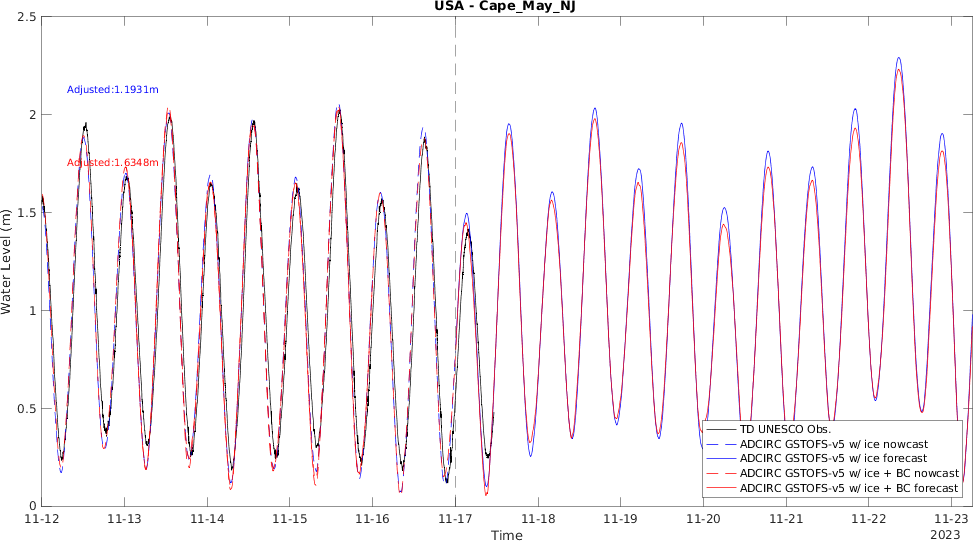 USA - Cape_May_NJ
2.5
2
1.5
1
0.5
0
Water Level (m)
Adjusted:1.1931m
Adjusted:1.6348m
TD UNESCO Obs.
ADCIRC GSTOFS-v5 w/ ice nowcast
ADCIRC GSTOFS-v5 w/ ice forecast
ADCIRC GSTOFS-v5 w/ ice + BC nowcast
ADCIRC GSTOFS-v5 w/ ice + BC forecast
11-12 11-13 11-14 11-15 11-16 11-17 11-18 11-19 11-20 11-21 11-22 11-23
2023
Time